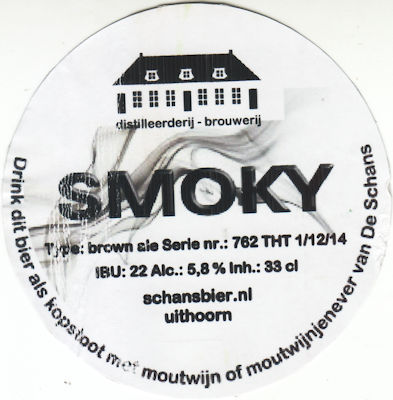 distilleerderij - brouwerij
SMOKY
Type: brown ale Serie nr.: 762 THT 1/12/14
IBU: 22 Alc.: 5,8 % Inh.: 33 cl
schansbier.nl
uithoorn
Drink dit bier als kopstoot met moutwijn of moutwijnjenever van De Schans